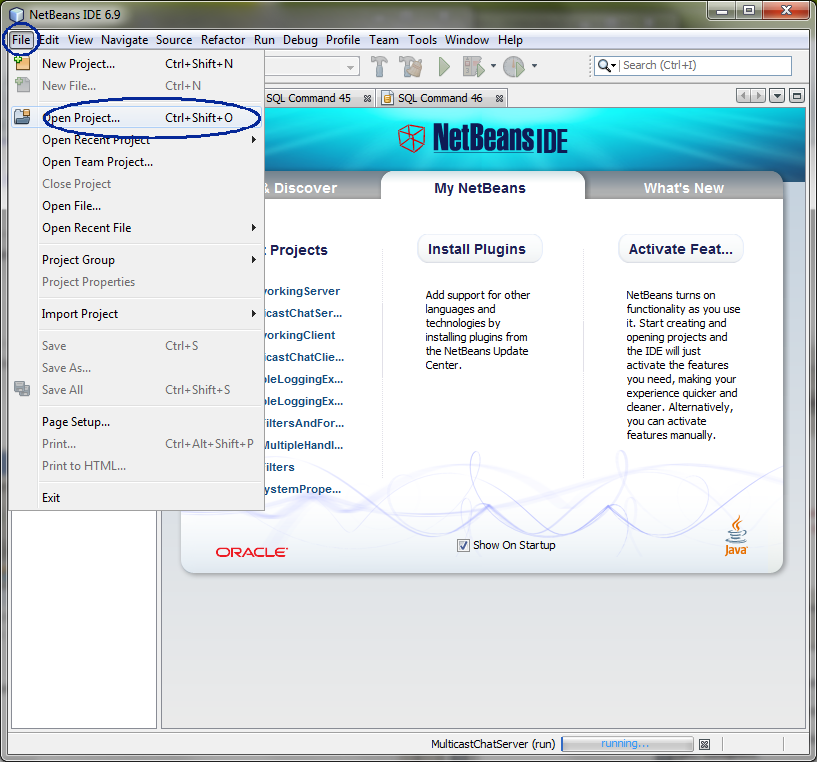 NetBeans IDE 6.9
File Edit View Navigate Source Refactor Run Debug Profile Team Tools Window Help
New Project... Ctrl+Shift+N
New File... Ctrl+N
Open Project... Ctrl+Shift+O
Open Recent Project
Open Team Project...
Close Project
Open File...
Open Recent File
Project Group
Project Properties
Import Project
Save Ctrl+S
Save As...
Save All Ctrl+Shift+S
Page Setup...
Print... Ctrl+Alt+Shift+P
Print to HTML...
Exit
Search (Ctrl+I)
SQL Command 45
SQL Command 46
NetBeans IDE
& Discover
My NetBeans
What's New
t Projects
workingServer
icastChatSer...
workingClient
icastChatClie...
pleLoggingEx...
pleLoggingEx...
FiltersAndFor...
MultipleHandl...
Filters
ystemPrope...
Install Plugins
Add support for other
languages and
technologies by
installing plugins from
the NetBeans Update
Center.
Activate Feat...
NetBeans turns on
functionality as you use
it. Start creating and
opening projects and
the IDE will just
activate the features
you need, making your
experience quicker and
cleaner. Alternatively,
you can activate
features manually.
ORACLE
Show On Startup
Java
MulticastChatServer (run) running...